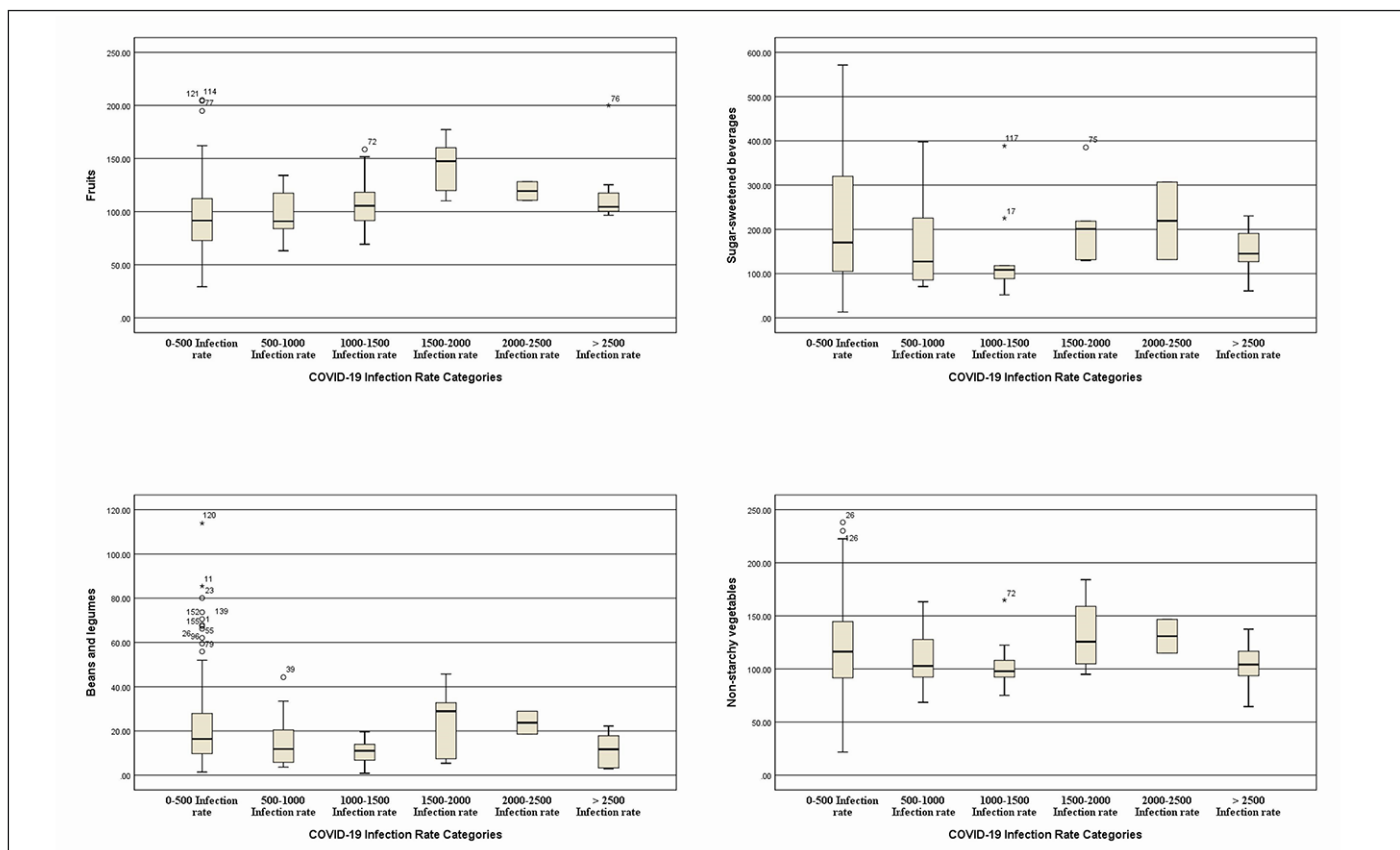 250.00
200.00
150.00
100.00
50.00
.00
Fruits
121 114
77
72
76
0-500 Infection rate
500-1000 Infection rate
1000-1500 Infection rate
1500-2000 Infection rate
2000-2500 Infection rate
> 2500 Infection rate
COVID-19 Infection Rate Categories
600.00
500.00
400.00
300.00
200.00
100.00
.00
Sugar-sweetened beverages
117
17
75
0-500 Infection rate
500-1000 Infection rate
1000-1500 Infection rate
1500-2000 Infection rate
2000-2500 Infection rate
> 2500 Infection rate
COVID-19 Infection Rate Categories
120.00
100.00
80.00
60.00
40.00
20.00
.00
Beans and legumes
120
11
23
152 139
1
155
55
26 96
79
39
0-500 Infection rate
500-1000 Infection rate
1000-1500 Infection rate
1500-2000 Infection rate
2000-2500 Infection rate
> 2500 Infection rate
COVID-19 Infection Rate Categories
250.00
200.00
150.00
100.00
50.00
.00
Non-starchy vegetables
26
126
72
0-500 Infection rate
500-1000 Infection rate
1000-1500 Infection rate
1500-2000 Infection rate
2000-2500 Infection rate
> 2500 Infection rate
COVID-19 Infection Rate Categories